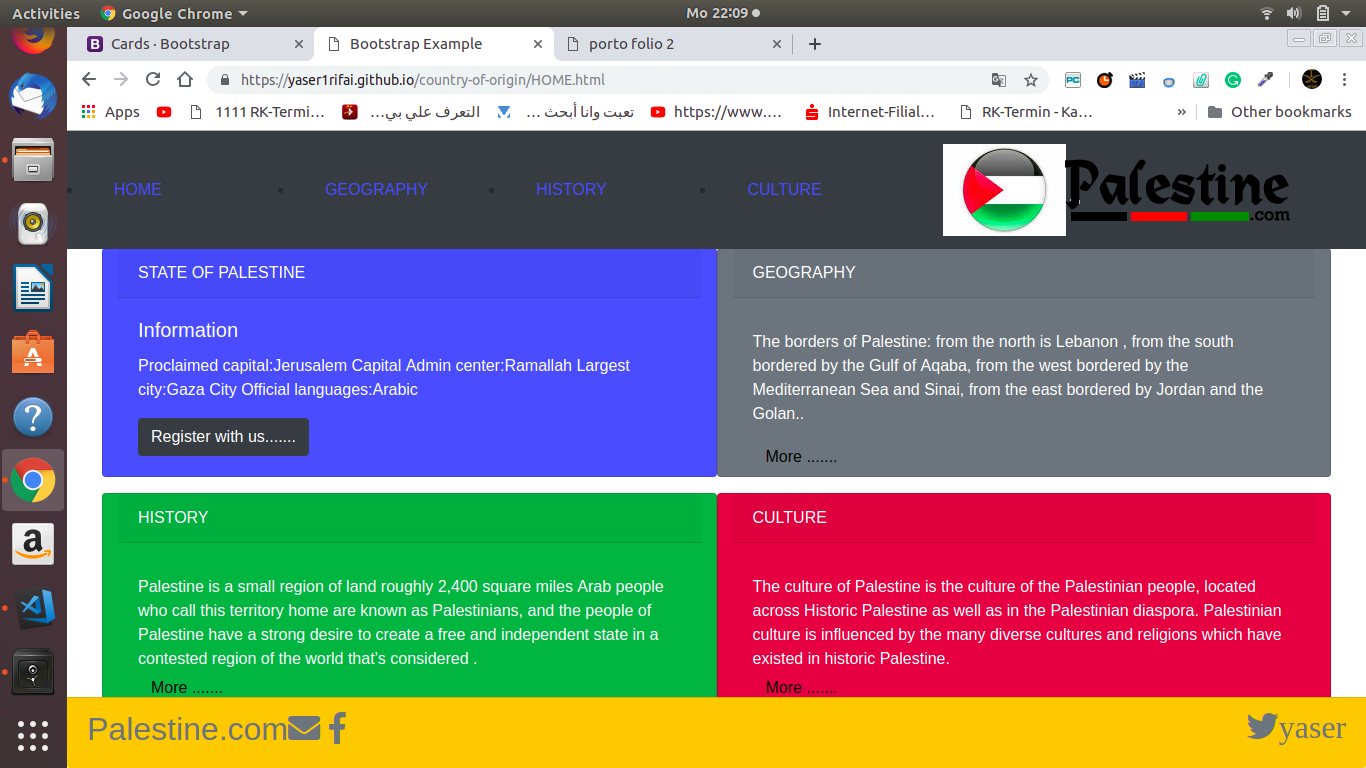 Activities Google Chrome Mo 22:09
Cards · Bootstrap Bootstrap Example porto folio 2
https://yaser1rifai.github.io/country-of-origin/HOME.html
Apps 1111 RK-Termi… التعرف علي بي… تعبت وانا أبحث … https://www.… Internet-Filial… RK-Termin - Ka… » Other bookmarks
HOME GEOGRAPHY HISTORY CULTURE Palestine
.com
STATE OF PALESTINE
Information
Proclaimed capital:Jerusalem Capital Admin center:Ramallah Largest
city:Gaza City Official languages:Arabic
Register with us.......
GEOGRAPHY
The borders of Palestine: from the north is Lebanon , from the south
bordered by the Gulf of Aqaba, from the west bordered by the
Mediterranean Sea and Sinai, from the east bordered by Jordan and the
Golan..
More .......
HISTORY
Palestine is a small region of land roughly 2,400 square miles Arab people
who call this territory home are known as Palestinians, and the people of
Palestine have a strong desire to create a free and independent state in a
contested region of the world that's considered .
More .......
CULTURE
The culture of Palestine is the culture of the Palestinian people, located
across Historic Palestine as well as in the Palestinian diaspora. Palestinian
culture is influenced by the many diverse cultures and religions which have
existed in historic Palestine.
More .......
Palestine.com yaser